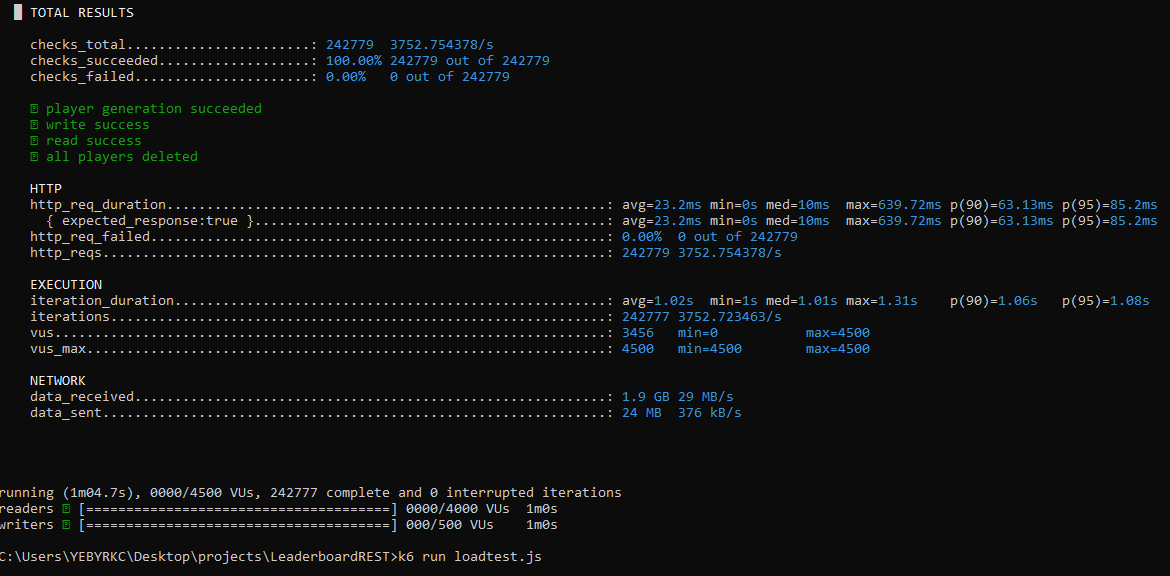 █ TOTAL RESULTS
checks_total.......................: 242779 3752.754378/s
checks_succeeded...................: 100.00% 242779 out of 242779
checks_failed......................: 0.00% 0 out of 242779
player generation succeeded
write success
read success
all players deleted
HTTP
http_req_duration.......................................................: avg=23.2ms min=0s med=10ms max=639.72ms p(90)=63.13ms p(95)=85.2ms
{ expected_response:true }............................................: avg=23.2ms min=0s med=10ms max=639.72ms p(90)=63.13ms p(95)=85.2ms
http_req_failed.........................................................: 0.00% 0 out of 242779
http_reqs...............................................................: 242779 3752.754378/s
EXECUTION
iteration_duration......................................................: avg=1.02s min=1s med=1.01s max=1.31s p(90)=1.06s p(95)=1.08s
iterations..............................................................: 242777 3752.723463/s
vus.....................................................................: 3456 min=0 max=4500
vus_max.................................................................: 4500 min=4500 max=4500
NETWORK
data_received...........................................................: 1.9 GB 29 MB/s
data_sent...............................................................: 24 MB 376 kB/s
running (1m04.7s), 0000/4500 VUs, 242777 complete and 0 interrupted iterations
readers [======================================] 0000/4000 VUs 1m0s
writers [======================================] 000/500 VUs 1m0s
C:\Users\YEBYRKC\Desktop\projects\LeaderboardREST>k6 run loadtest.js